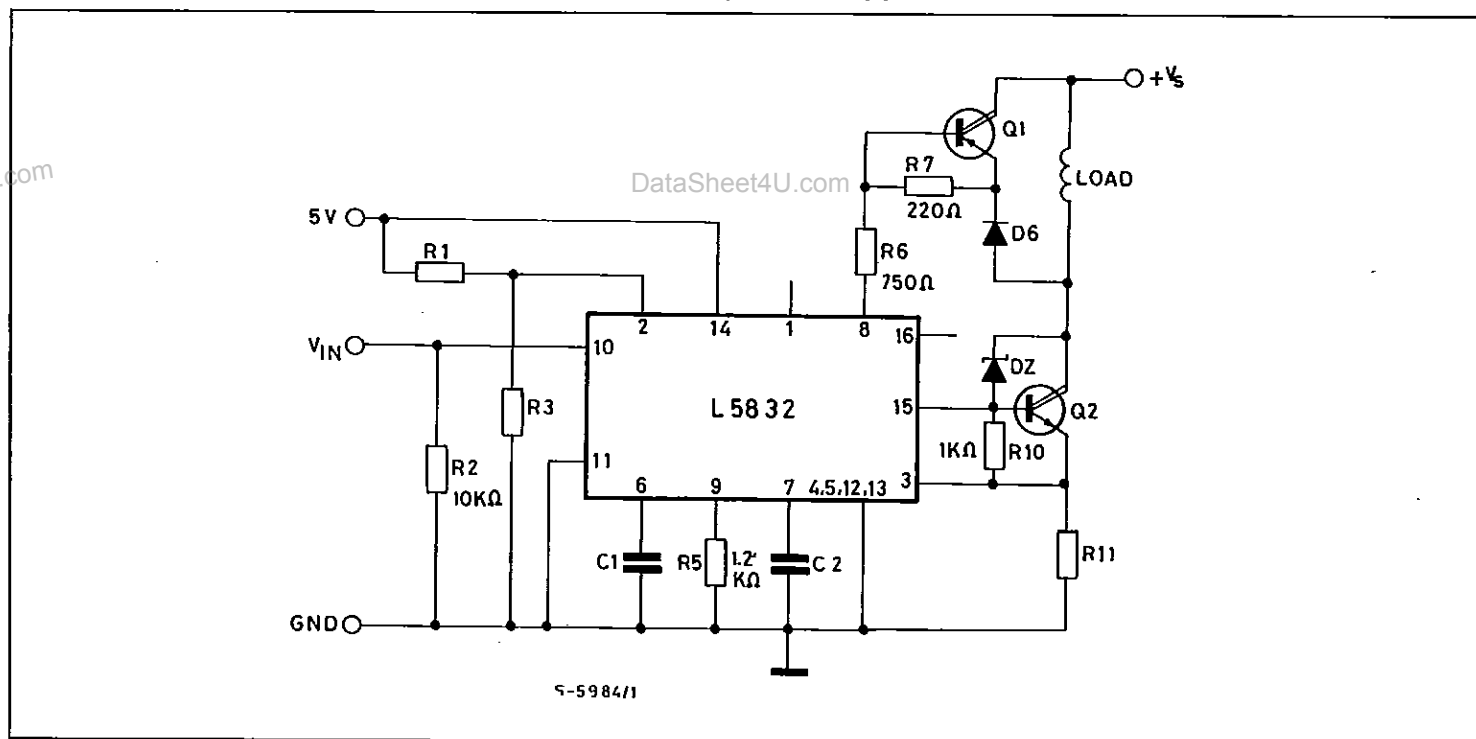 +Vs
Q1
.com
DataSheet4U.com
R7
220Ω
LOAD
5V
D6
R1
R6
750Ω
2
14
1
8
16
VIN
10
DZ
L5832
15
Q2
R3
1KΩ
R10
R2
10KΩ
11
6
9
7
4,5,12,13
3
C1
R5
1.2
KΩ
C2
R11
GND
S-5984/1